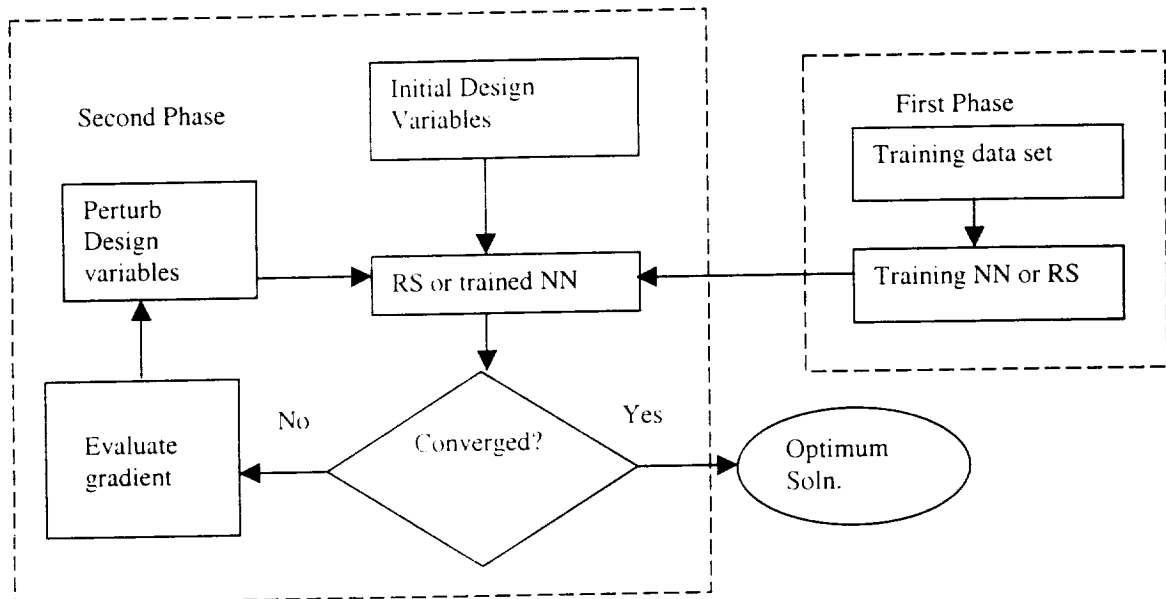 Second Phase
Initial Design
Variables
First Phase
Training data set
Perturb
Design
variables
RS or trained NN
Training NN or RS
No
Yes
Converged?
Evaluate
gradient
Optimum
Soln.